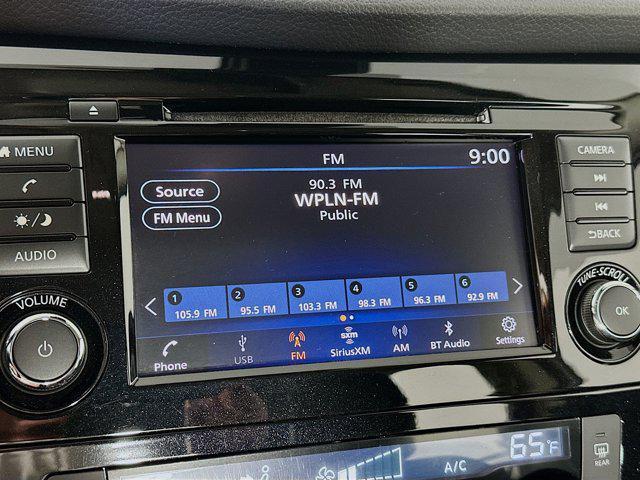 MENU
AUDIO
VOLUME
FM
9:00
Source
FM Menu
90.3 FM
WPLN-FM
Public
1
105.9 FM
2
95.5 FM
3
103.3 FM
4
98.3 FM
5
96.3 FM
6
92.9 FM
Phone
USB
FM
sxm
SiriusXM
AM
BT Audio
Settings
CAMERA
BACK
TUNE-SCROLL
OK
65°F
A/C
REAR